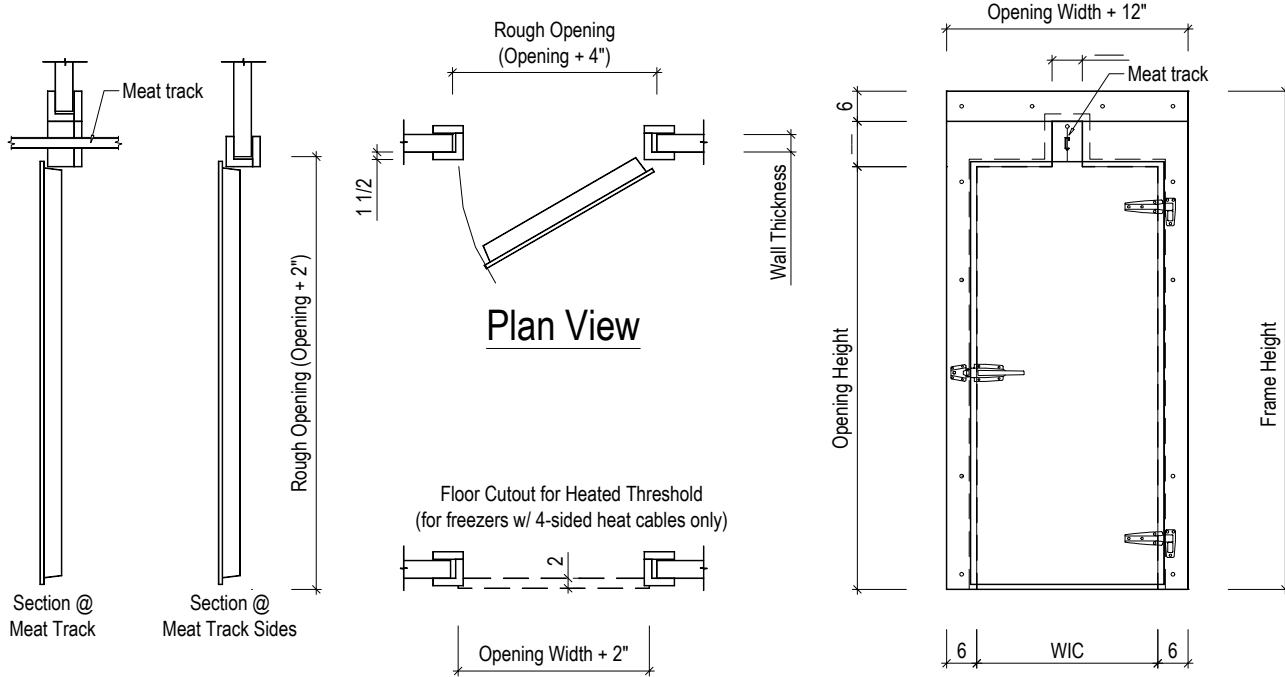 Meat track
Rough Opening (Opening + 2")
Section @
Meat Track
Section @
Meat Track Sides
Rough Opening
(Opening + 4")
1 1/2
Wall Thickness
Plan View
Floor Cutout for Heated Threshold
(for freezers w/ 4-sided heat cables only)
2
Opening Width + 2"
Opening Width + 12"
Meat track
6
Opening Height
Frame Height
6
WIC
6